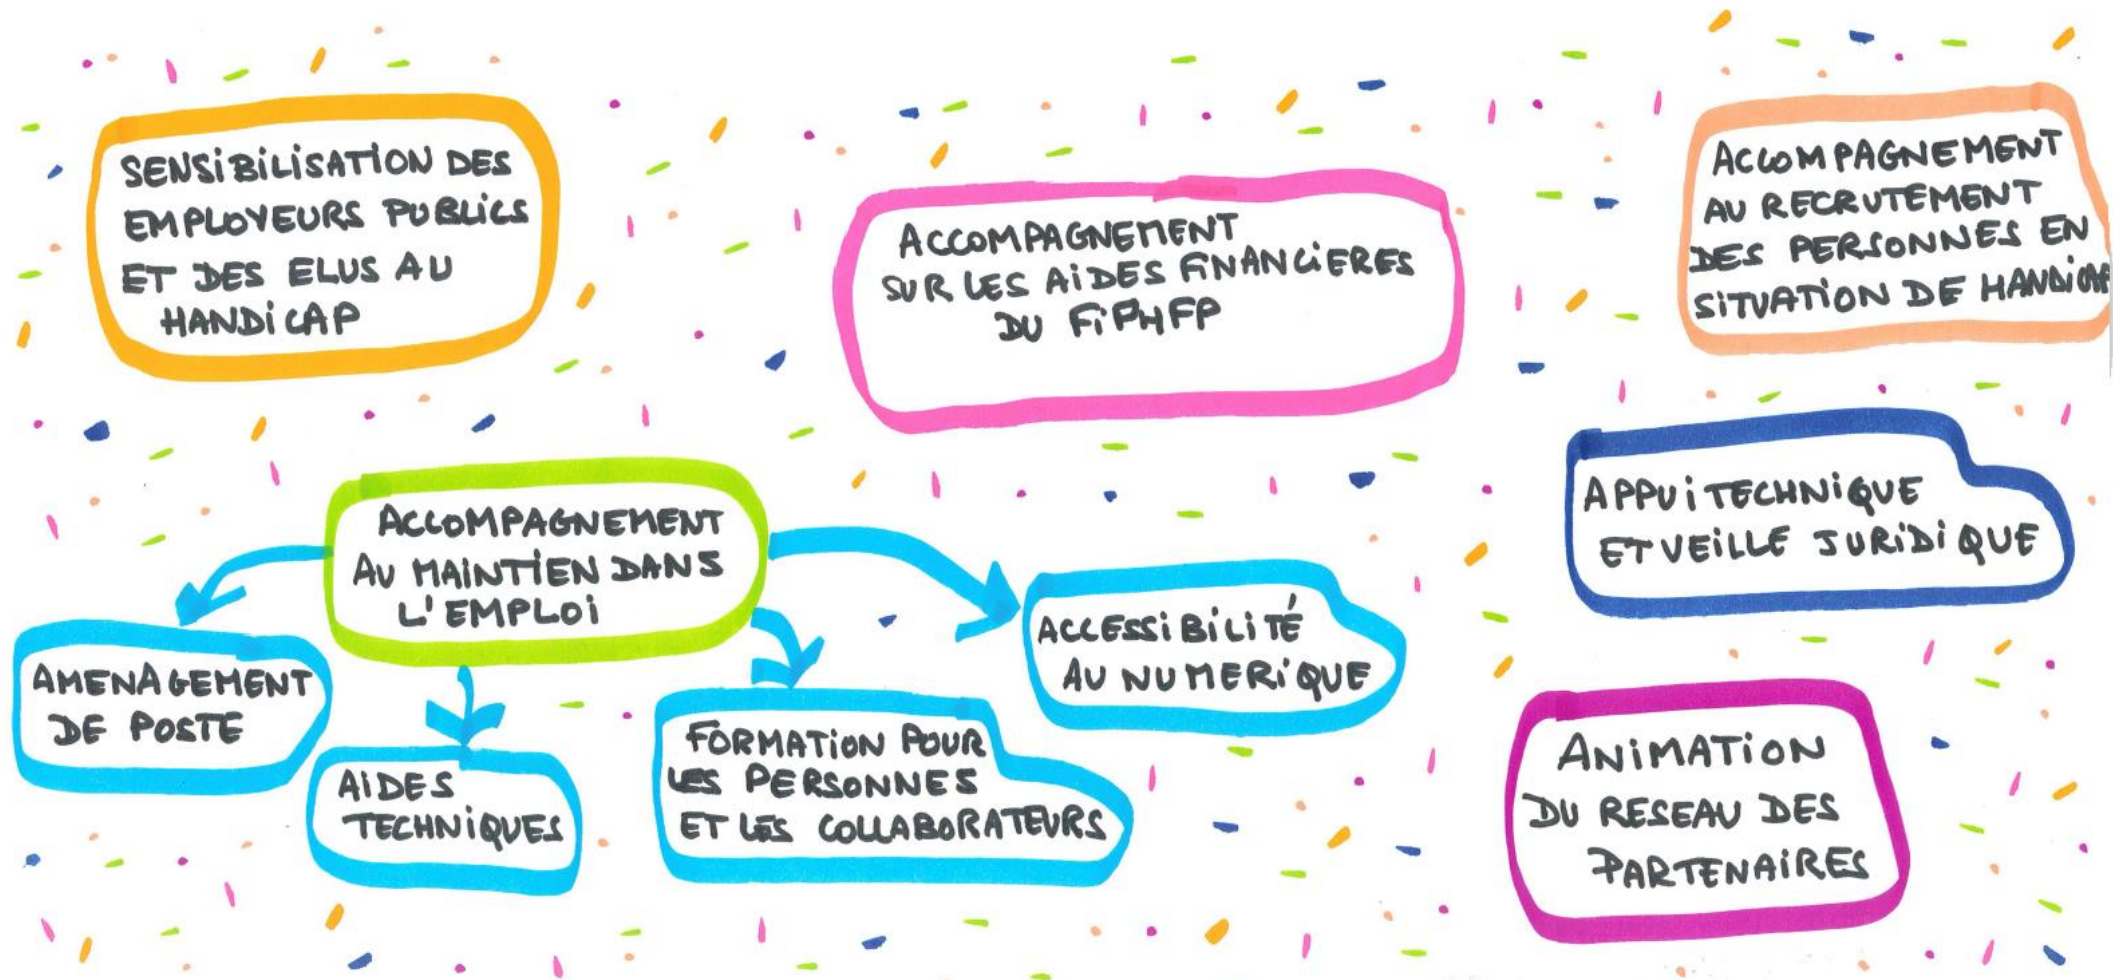 SENSIBILISATION DES
EMPLOYEURS PUBLICS
ET DES ELUS AU
HANDICAP
ACCOMPAGNEMENT
SUR LES AIDES FINANCIERES
DU FIPHFP
ACCOMPAGNEMENT
AU RECRUTEMENT
DES PERSONNES EN
SITUATION DE HANDICAP
ACCOMPAGNEMENT
AU MAINTIEN DANS
L'EMPLOI
AMENAGEMENT
DE POSTE
AIDES
TECHNIQUES
FORMATION POUR
LES PERSONNES
ET LES COLLABORATEURS
ACCESSIBILITÉ
AU NUMERIQUE
APPUI TECHNIQUE
ET VEILLE JURIDIQUE
ANIMATION
DU RESEAU DES
PARTENAIRES